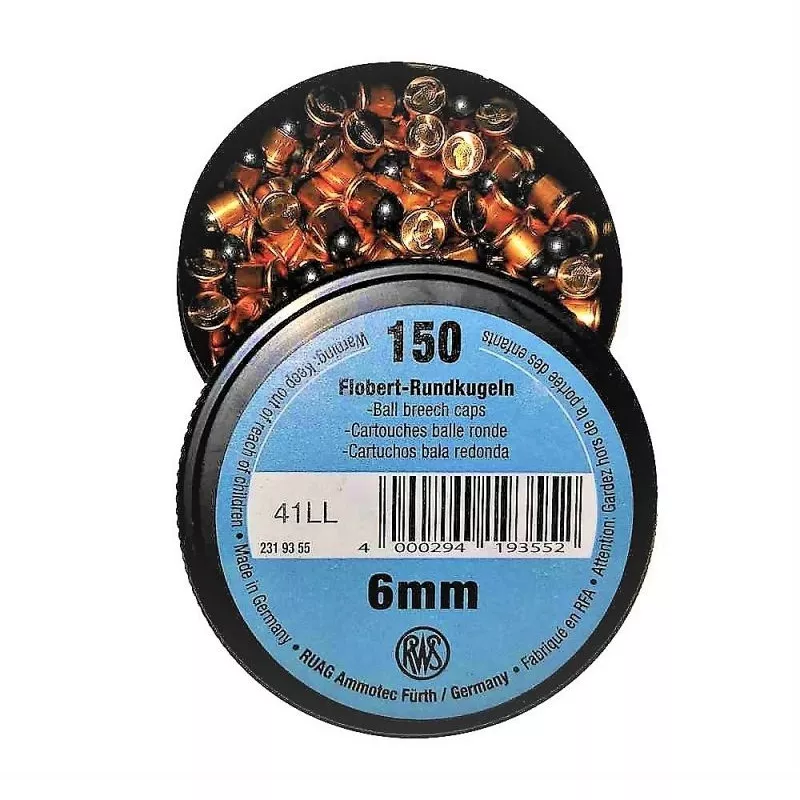 150
Flobert-Rundkugeln
-Ball breech caps
-Cartouches balle ronde
-Cartuchos bala redonda
41LL
231 93 55
4 000294 193552
6mm
RWS
Warning: Keep out of reach of children • Made in Germany • RUAG Ammotec Fürth / Germany • Fabriqué en RFA • Attention: Gardez hors de la portée des enfants